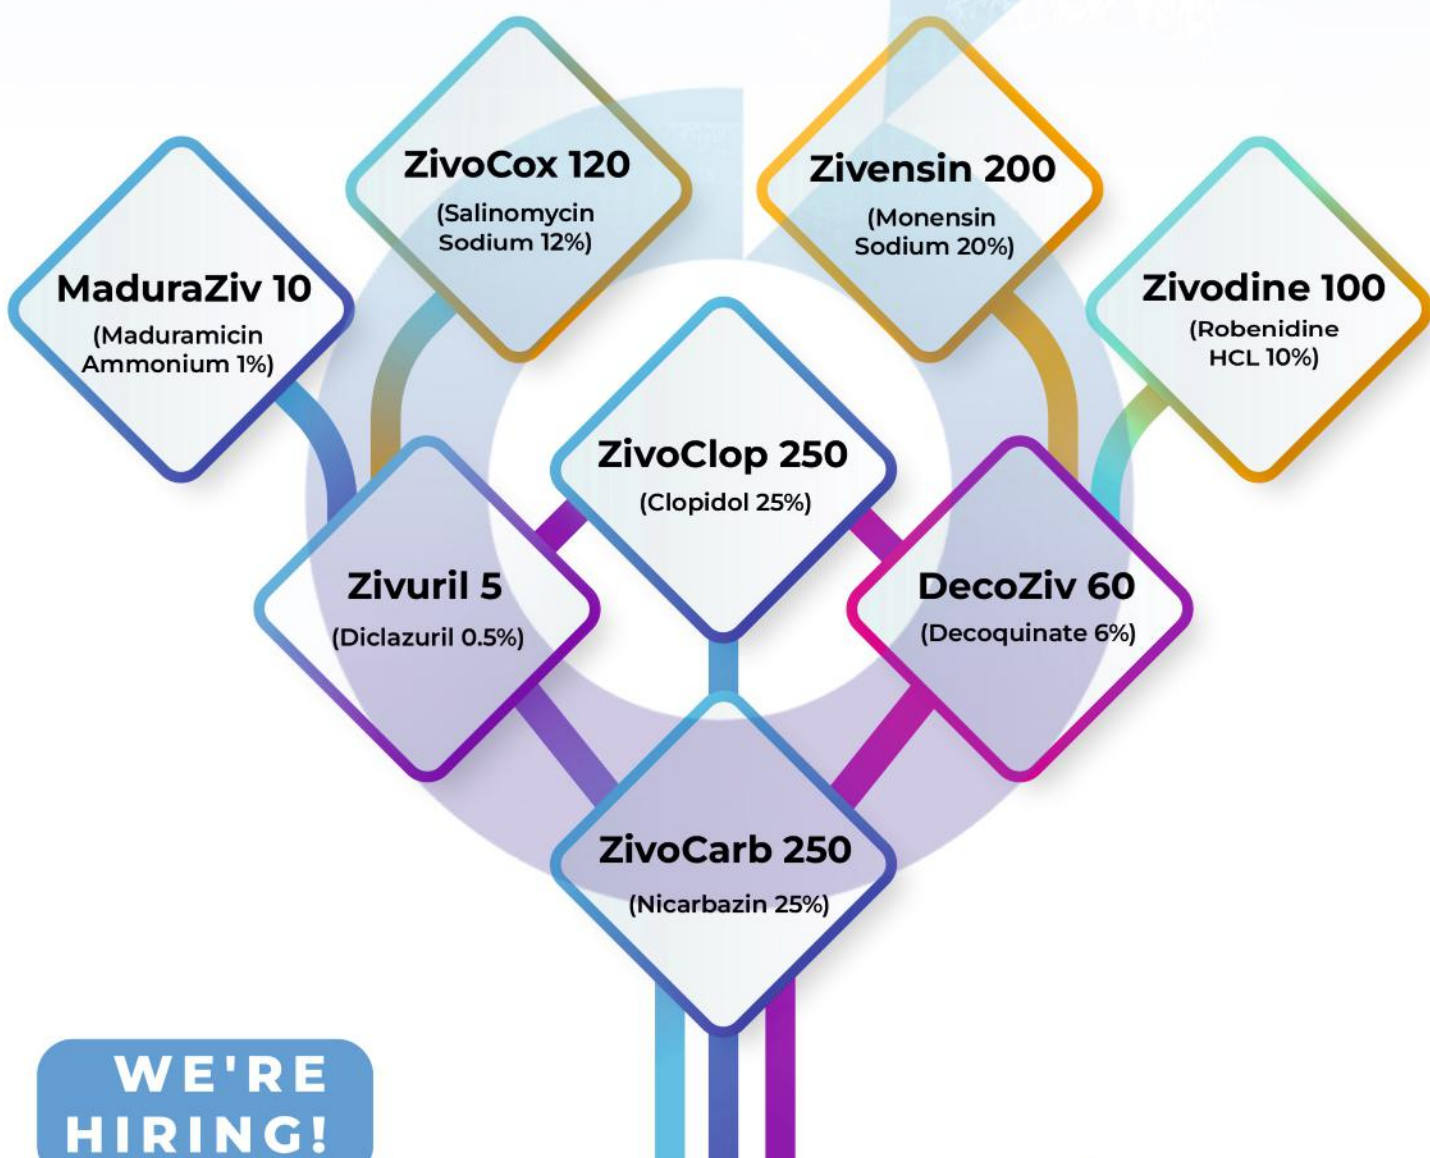 ZivoCox 120
(Salinomycin
Sodium 12%)
Zivensin 200
(Monensin
Sodium 20%)
MaduraZiv 10
(Maduramicin
Ammonium 1%)
Zivodine 100
(Robenidine
HCL 10%)
ZivoClop 250
(Clopidol 25%)
Zivuril 5
(Diclazuril 0.5%)
DecoZiv 60
(Decoquinate 6%)
ZivoCarb 250
(Nicarbazin 25%)
WE'RE
HIRING!